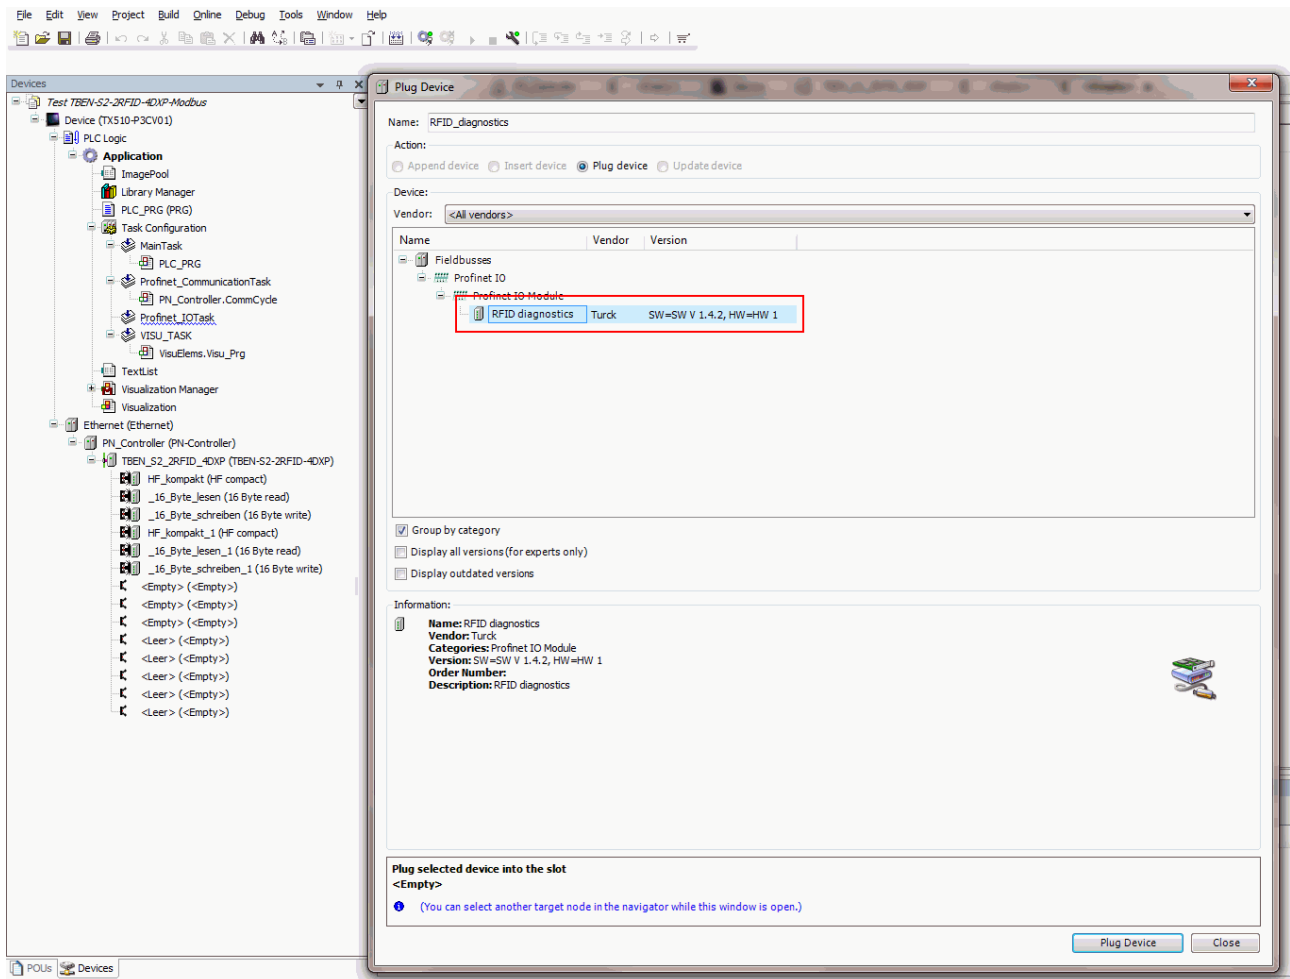 File Edit View Project Build Online Debug Tools Window Help
Devices
Test TBEN-S2-2RFID-4DXP-Modbus
Device (TX510-P3CV01)
PLC Logic
Application
ImagePool
Library Manager
PLC_PRG (PRG)
Task Configuration
MainTask
PLC_PRG
Profinet_CommunicationTask
PN_Controller.CommCycle
Profinet_IOTask
VISU_TASK
VisuElems.Visu_Prg
TextList
Visualization Manager
Visualization
Ethernet (Ethernet)
PN_Controller (PN-Controller)
TBEN_S2_2RFID_4DXP (TBEN-S2-2RFID-4DXP)
HF_kompakt (HF compact)
_16_Byte_lesen (16 Byte read)
_16_Byte_schreiben (16 Byte write)
HF_kompakt_1 (HF compact)
_16_Byte_lesen_1 (16 Byte read)
_16_Byte_schreiben_1 (16 Byte write)
<Empty> (<Empty>)
<Empty> (<Empty>)
<Empty> (<Empty>)
<Leer> (<Empty>)
<Leer> (<Empty>)
<Leer> (<Empty>)
<Leer> (<Empty>)
<Leer> (<Empty>)
POUs Devices
Plug Device
Name: RFID_diagnostics
Action:
Append device Insert device Plug device Update device
Device:
Vendor: <All vendors>
Name Vendor Version
Fieldbusses
Profinet IO
Profinet IO Module
RFID diagnostics Turck SW=SW V 1.4.2, HW=HW 1
Group by category
Display all versions (for experts only)
Display outdated versions
Information:
Name: RFID diagnostics
Vendor: Turck
Categories: Profinet IO Module
Version: SW=SW V 1.4.2, HW=HW 1
Order Number:
Description: RFID diagnostics
Plug selected device into the slot
<Empty>
(You can select another target node in the navigator while this window is open.)
Plug Device Close